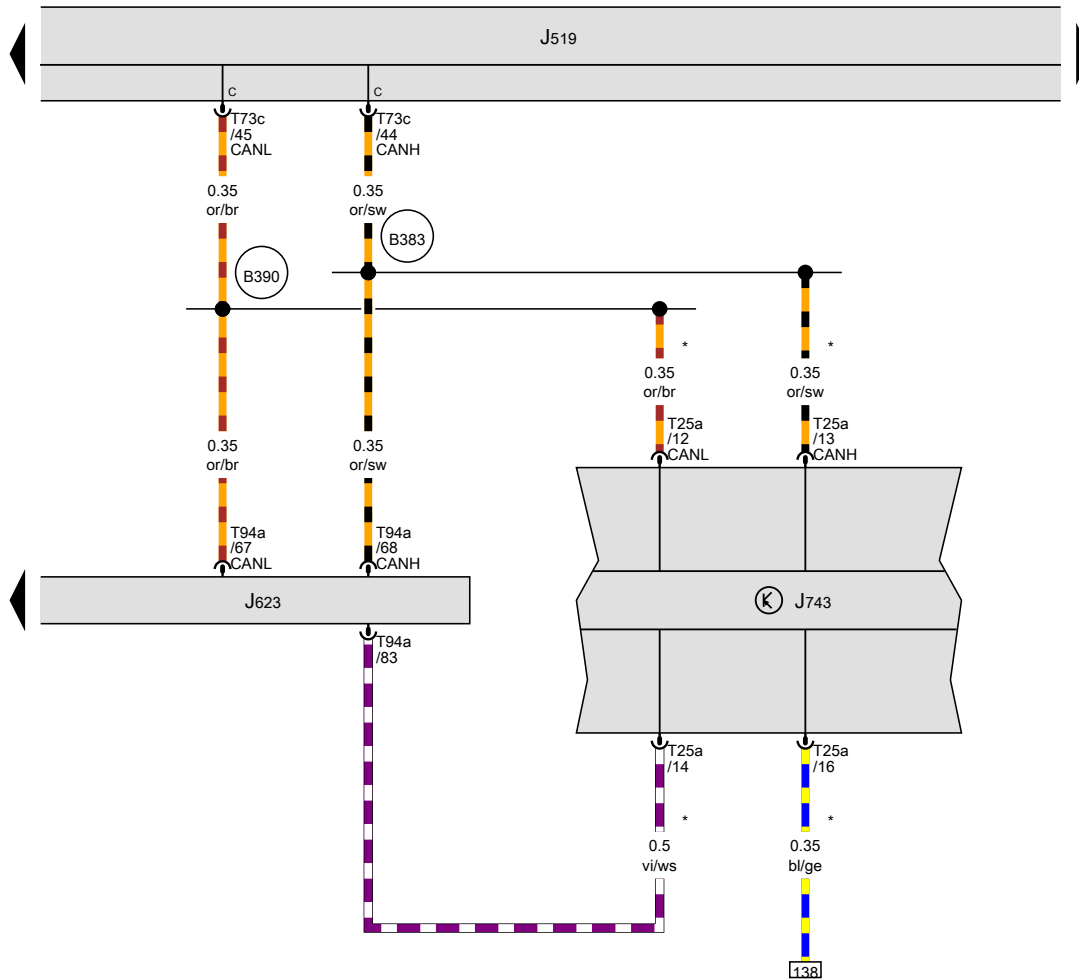 J519
C
C
T73c
/45
CANL
T73c
/44
CANH
0.35
or/br
0.35
or/sw
B383
B390
*
*
0.35
or/br
0.35
or/sw
T25a
/12
CANL
T25a
/13
CANH
0.35
or/br
0.35
or/sw
T94a
/67
CANL
T94a
/68
CANH
J623
J743
T94a
/83
T25a
/14
T25a
/16
*
*
0.5
vi/ws
0.35
bl/ge
138